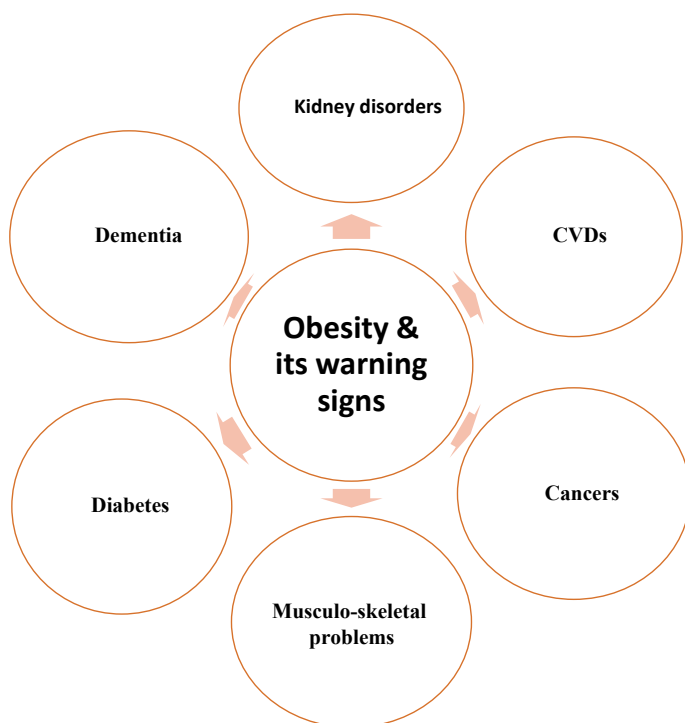 Kidney disorders
Dementia
CVDs
Obesity &
its warning
signs
Diabetes
Cancers
Musculo-skeletal
problems